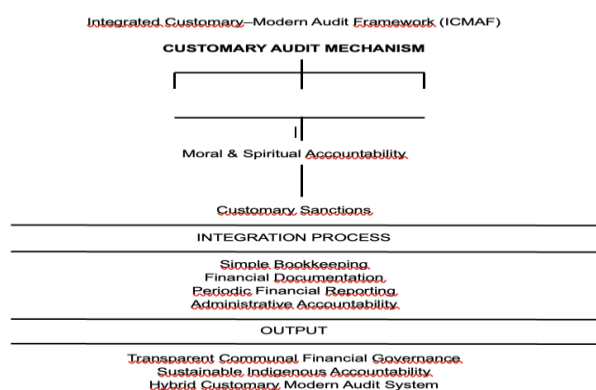 Integrated Customary–Modern Audit Framework (ICMAF)
CUSTOMARY AUDIT MECHANISM
Moral & Spiritual Accountability
Customary Sanctions
INTEGRATION PROCESS
Simple Bookkeeping
Financial Documentation
Periodic Financial Reporting
Administrative Accountability
OUTPUT
Transparent Communal Financial Governance
Sustainable Indigenous Accountability
Hybrid Customary Modern Audit System